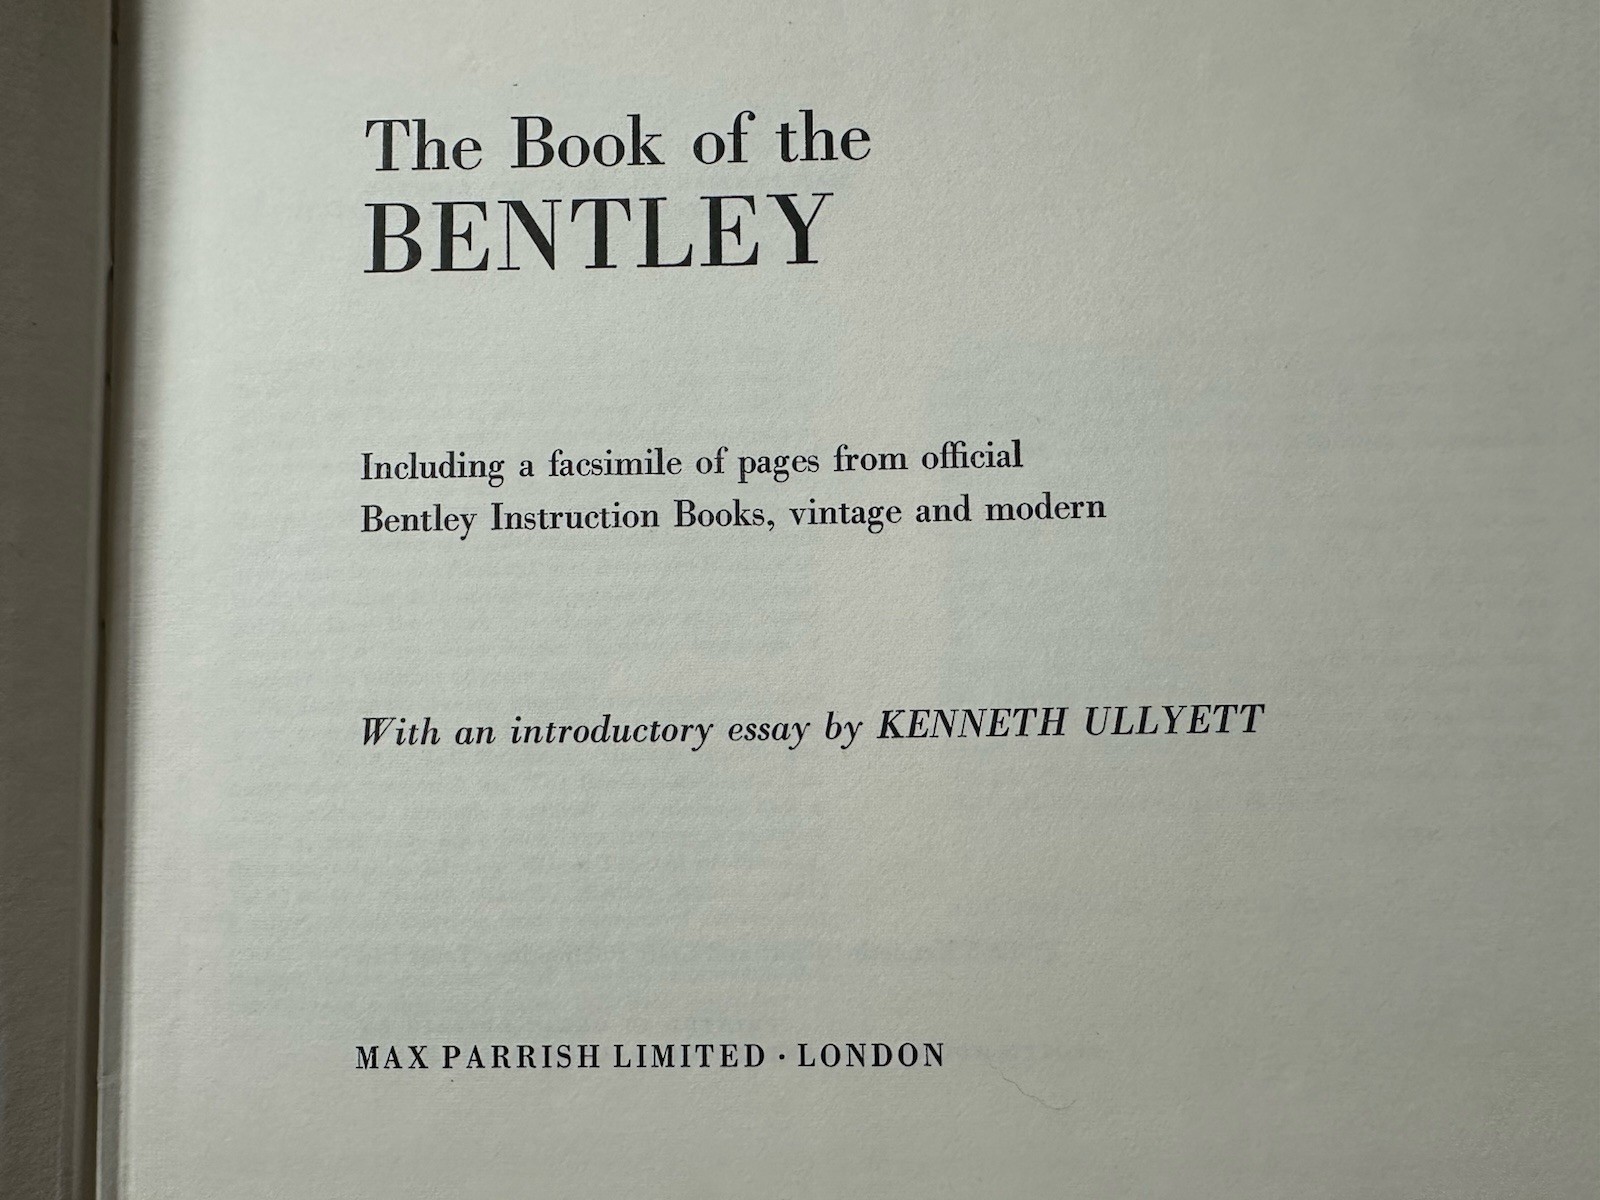 The Book of the
BENTLEY
Including a facsimile of pages from official
Bentley Instruction Books, vintage and modern
With an introductory essay by KENNETH ULLYETT
MAX PARRISH LIMITED · LONDON